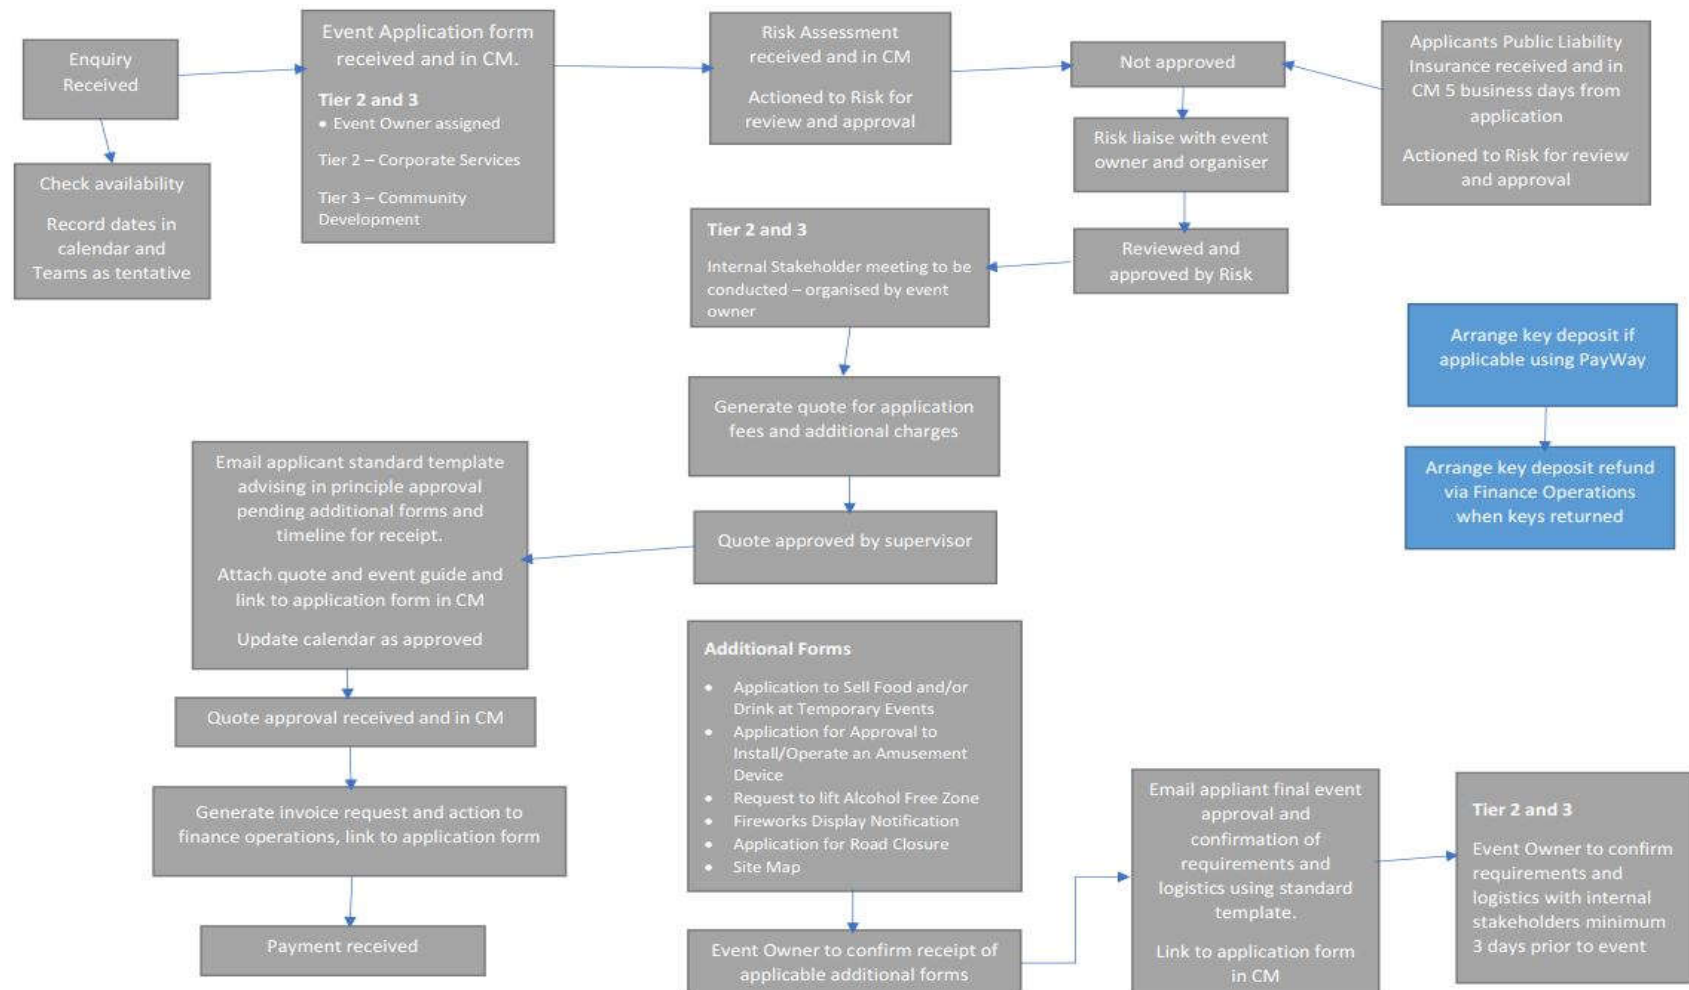 Enquiry
Received
Check availability
Record dates in
calendar and
Teams as tentative
Event Application form
received and in CM.
Tier 2 and 3
• Event Owner assigned
Tier 2 – Corporate Services
Tier 3 – Community
Development
Risk Assessment
received and in CM
Actioned to Risk for
review and approval
Not approved
Applicants Public Liability
Insurance received and in
CM 5 business days from
application
Actioned to Risk for review
and approval
Risk liaise with event
owner and organiser
Reviewed and
approved by Risk
Tier 2 and 3
Internal Stakeholder meeting to be
conducted – organised by event
owner
Generate quote for application
fees and additional charges
Quote approved by supervisor
Email applicant standard template
advising in principle approval
pending additional forms and
timeline for receipt.
Attach quote and event guide and
link to application form in CM
Update calendar as approved
Quote approval received and in CM
Generate invoice request and action to
finance operations, link to application form
Payment received
Arrange key deposit if
applicable using PayWay
Arrange key deposit refund
via Finance Operations
when keys returned
Additional Forms
• Application to Sell Food and/or
Drink at Temporary Events
• Application for Approval to
Install/Operate an Amusement
Device
• Request to lift Alcohol Free Zone
• Fireworks Display Notification
• Application for Road Closure
• Site Map
Event Owner to confirm receipt of
applicable additional forms
Email appliant final event
approval and
confirmation of
requirements and
logistics using standard
template.
Link to application form
in CM
Tier 2 and 3
Event Owner to confirm
requirements and
logistics with internal
stakeholders minimum
3 days prior to event